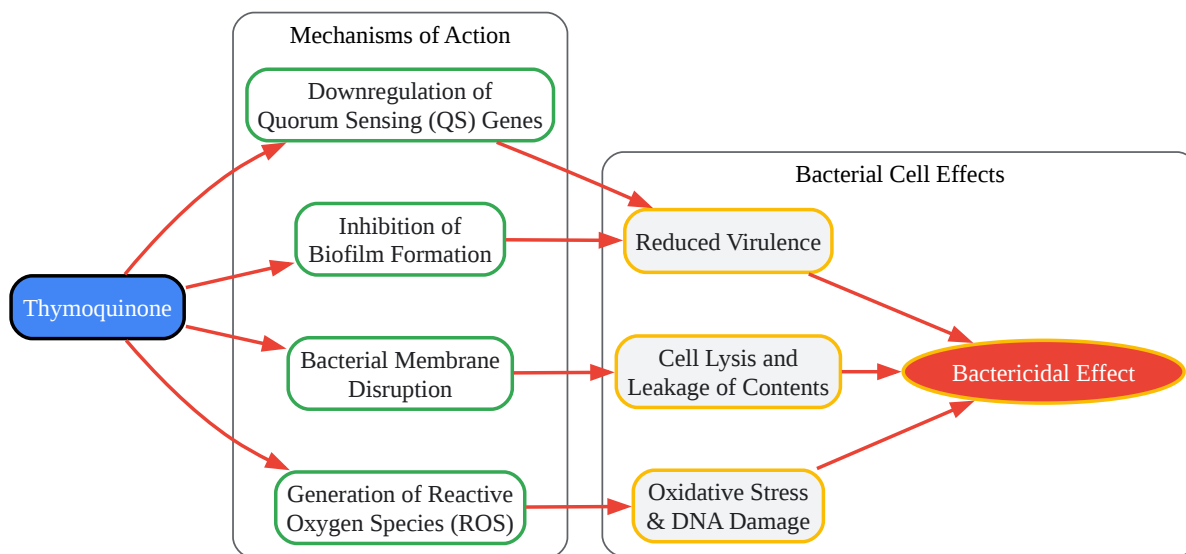 Mechanisms of Action
Downregulation of
Quorum Sensing (QS) Genes
Inhibition of
Biofilm Formation
Thymoquinone
Bacterial Membrane
Disruption
Generation of Reactive
Oxygen Species (ROS)
Bacterial Cell Effects
Reduced Virulence
Cell Lysis and
Leakage of Contents
Bactericidal Effect
Oxidative Stress
& DNA Damage